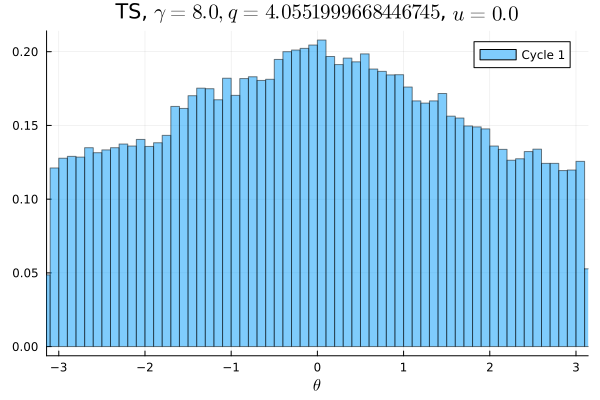 TS, γ = 8.0, q = 4.0551999668446745, u = 0.0
Cycle 1
0.20
0.15
0.10
0.05
0.00
−3 −2 −1 0 1 2 3
θ